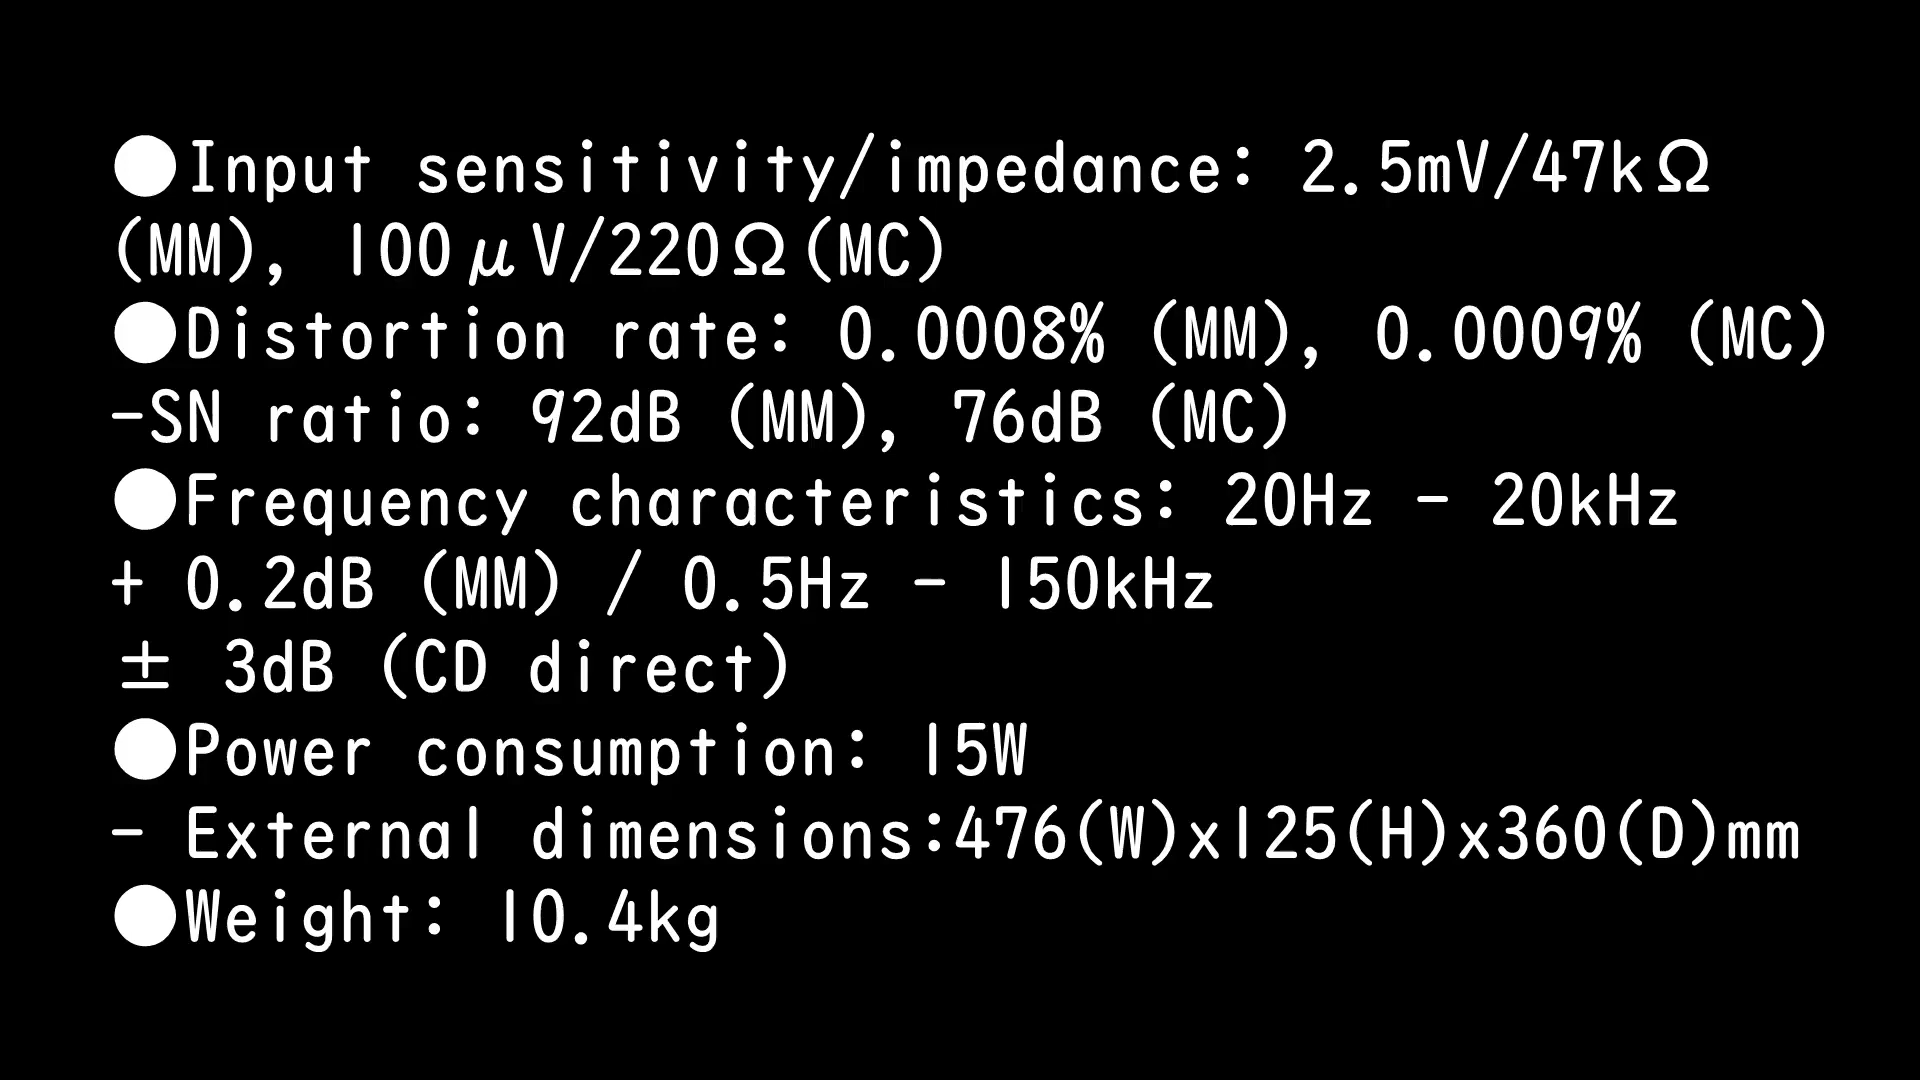 ●Input sensitivity/impedance: 2.5mV/47kΩ
(MM), 100μV/220Ω(MC)
●Distortion rate: 0.0008% (MM), 0.0009% (MC)
-SN ratio: 92dB (MM), 76dB (MC)
●Frequency characteristics: 20Hz - 20kHz
+ 0.2dB (MM) / 0.5Hz - 150kHz
± 3dB (CD direct)
●Power consumption: 15W
- External dimensions:476(W)x125(H)x360(D)mm
●Weight: 10.4kg